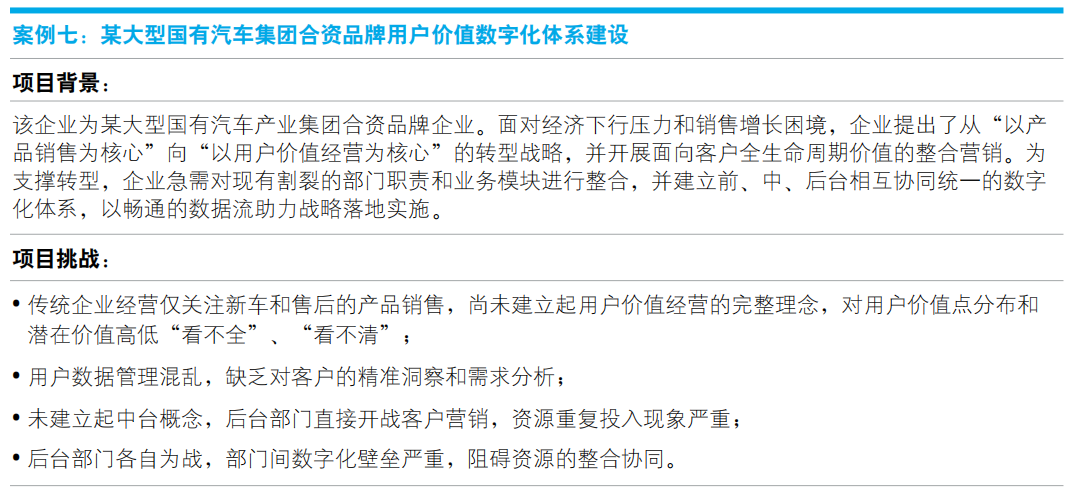 案例七：某大型国有汽车集团合资品牌用户价值数字化体系建设
项目背景：
该企业为某大型国有汽车产业集团合资品牌企业。面对经济下行压力和销售增长困境，企业提出了从“以产
品销售为核心”向“以用户价值经营为核心”的转型战略，并开展面向客户全生命周期价值的整合营销。为
支撑转型，企业急需对现有割裂的部门职责和业务模块进行整合，并建立前、中、后台相互协同统一的数字
化体系，以畅通的数据流助力战略落地实施。
项目挑战：
• 传统企业经营仅关注新车和售后的产品销售，尚未建立起用户价值经营的完整理念，对用户价值点分布和
潜在价值高低“看不全”、“看不清”；
• 用户数据管理混乱，缺乏对客户的精准洞察和需求分析；
• 未建立起中台概念，后台部门直接开战客户营销，资源重复投入现象严重；
• 后台部门各自为战，部门间数字化壁垒严重，阻碍资源的整合协同。